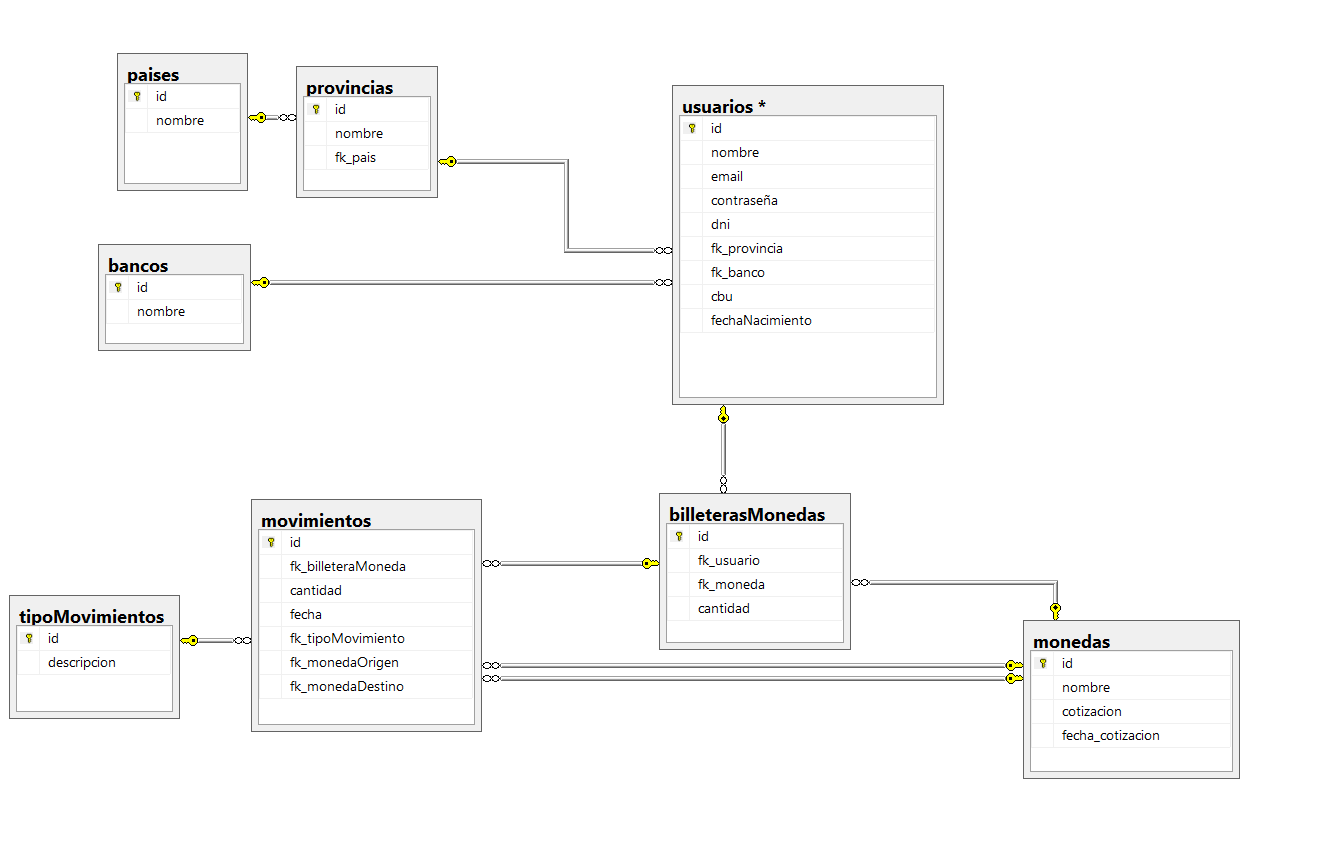 paises
id
nombre
provincias
id
nombre
fk_pais
usuarios *
id
nombre
email
contraseña
dni
fk_provincia
fk_banco
cbu
fechaNacimiento
bancos
id
nombre
movimientos
id
fk_billeteraMoneda
cantidad
fecha
fk_tipoMovimiento
fk_monedaOrigen
fk_monedaDestino
billeterasMonedas
id
fk_usuario
fk_moneda
cantidad
tipoMovimientos
id
descripcion
monedas
id
nombre
cotizacion
fecha_cotizacion